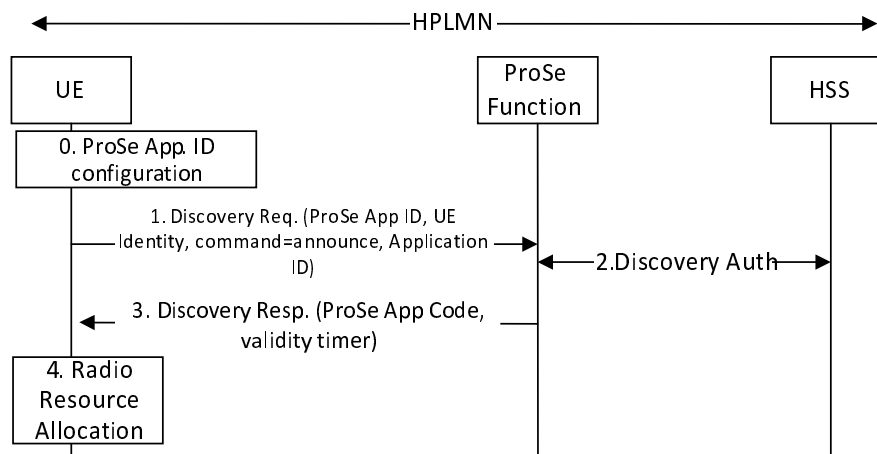 HPLMN
UE
ProSe
Function
HSS
0. ProSe App. ID
configuration
1. Discovery Req. (ProSe App ID, UE
Identity, command=announce, Application
ID)
2.Discovery Auth
3. Discovery Resp. (ProSe App Code,
validity timer)
4. Radio
Resource
Allocation